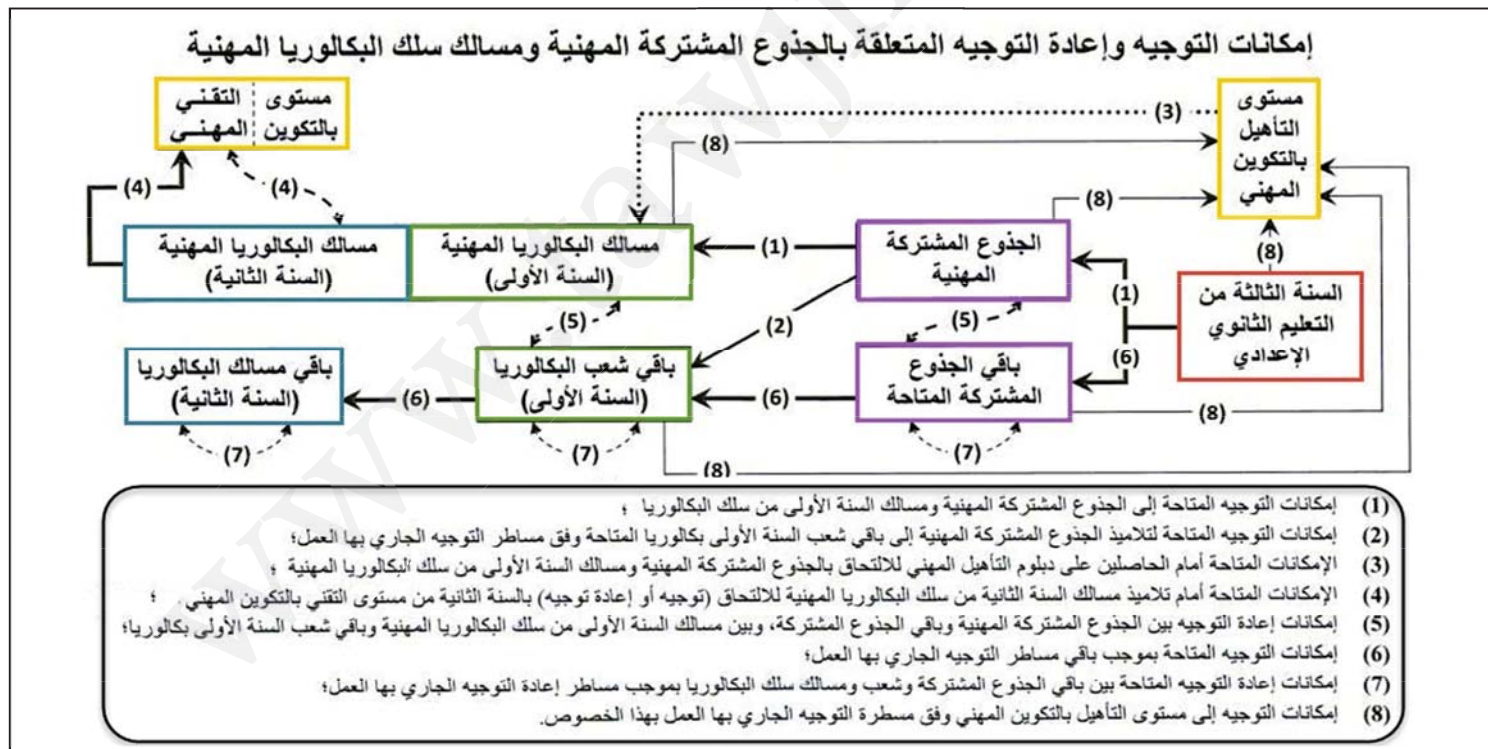 إمكانات التوجيه وإعادة التوجيه المتعلقة بالجذوع المشتركة المهنية ومسالك سلك البكالوريا المهنية
مستوى
التأهيل
بالتكوين
المهني
(3)
(8)
مستوى
بالتكوين
التقني
المهني
(4)
(4)
(8)
(8)
السنة الثالثة من
التعليم الثانوي
الإعدادي
(1)
(6)
الجذوع المشتركة
المهنية
(1)
مسالك البكالوريا المهنية
(السنة الأولى)
مسالك البكالوريا المهنية
(السنة الثانية)
(5)
(2)
(5)
باقي الجذوع
المشتركة المتاحة
(6)
باقي شعب البكالوريا
(السنة الأولى)
(6)
باقي مسالك البكالوريا
(السنة الثانية)
(8)
(7)
(7)
(7)
(8)
(1) إمكانات التوجيه المتاحة إلى الجذوع المشتركة المهنية ومسالك السنة الأولى من سلك البكالوريا ؛
(2) إمكانات التوجيه المتاحة لتلاميذ الجذوع المشتركة المهنية إلى باقي شعب السنة الأولى بكالوريا المتاحة وفق مساطر التوجيه الجاري بها العمل؛
(3) الإمكانات المتاحة أمام الحاصلين على دبلوم التأهيل المهني للالتحاق بالجذوع المشتركة المهنية ومسالك السنة الأولى من سلك البكالوريا المهنية ؛
(4) الإمكانات المتاحة أمام تلاميذ مسالك السنة الثانية من سلك البكالوريا المهنية للالتحاق (توجيه أو إعادة توجيه) بالسنة الثانية من مستوى التقني بالتكوين المهني. ؛
(5) إمكانات إعادة التوجيه بين الجذوع المشتركة المهنية وباقي الجذوع المشتركة، وبين مسالك السنة الأولى من سلك البكالوريا المهنية وباقي شعب السنة الأولى بكالوريا؛
(6) إمكانات التوجيه المتاحة بموجب باقي مساطر التوجيه الجاري بها العمل؛
(7) إمكانات إعادة التوجيه المتاحة بين باقي الجذوع المشتركة وشعب ومسالك سلك البكالوريا بموجب مساطر إعادة التوجيه الجاري بها العمل؛
(8) إمكانات التوجيه إلى مستوى التأهيل بالتكوين المهني وفق مسطرة التوجيه الجاري بها العمل بهذا الخصوص.